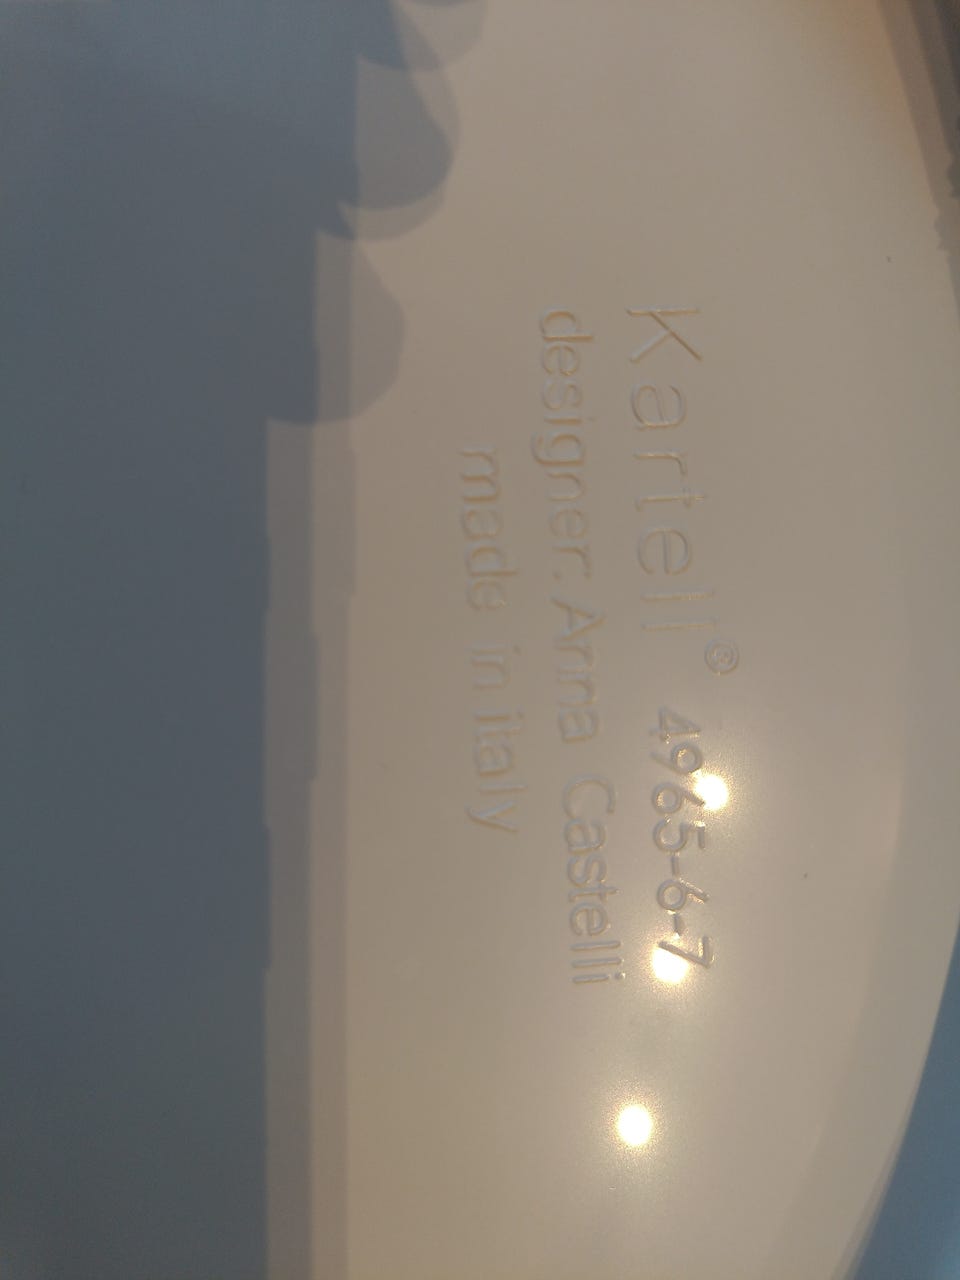 Kartell® 4965-6-7
designer: Anna Castelli
made in italy